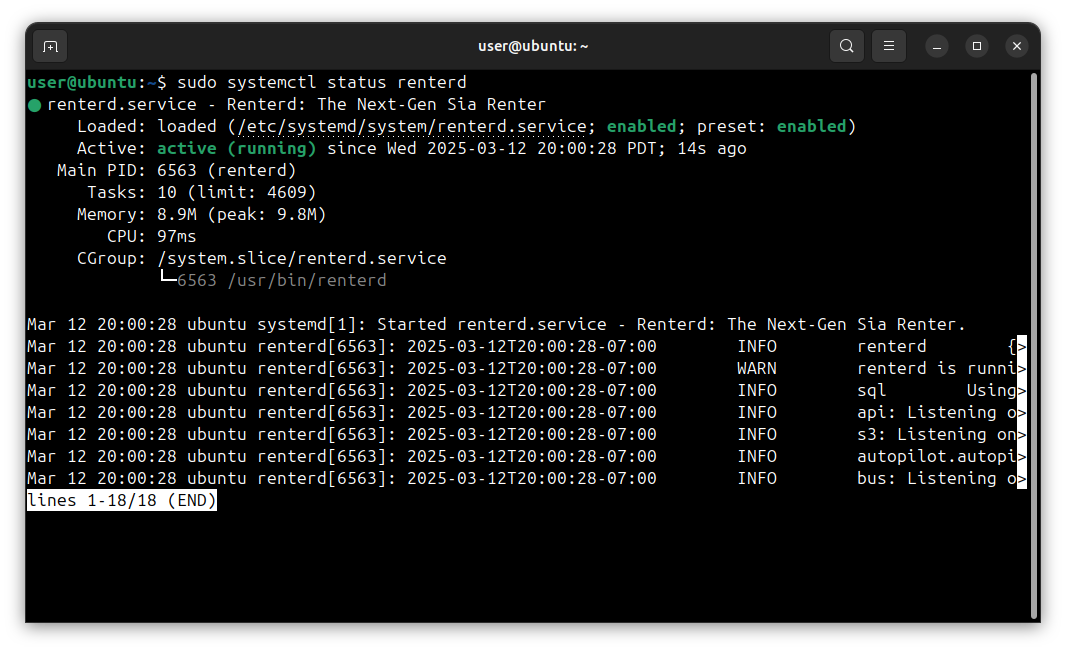 user@ubuntu: ~
user@ubuntu:~$ sudo systemctl status renterd
● renterd.service - Renterd: The Next-Gen Sia Renter
     Loaded: loaded (/etc/systemd/system/renterd.service; enabled; preset: enabled)
     Active: active (running) since Wed 2025-03-12 20:00:28 PDT; 14s ago
   Main PID: 6563 (renterd)
      Tasks: 10 (limit: 4609)
     Memory: 8.9M (peak: 9.8M)
        CPU: 97ms
     CGroup: /system.slice/renterd.service
             └─6563 /usr/bin/renterd
Mar 12 20:00:28 ubuntu systemd[1]: Started renterd.service - Renterd: The Next-Gen Sia Renter.
Mar 12 20:00:28 ubuntu renterd[6563]: 2025-03-12T20:00:28-07:00        INFO        renterd        {>
Mar 12 20:00:28 ubuntu renterd[6563]: 2025-03-12T20:00:28-07:00        WARN        renterd is runni>
Mar 12 20:00:28 ubuntu renterd[6563]: 2025-03-12T20:00:28-07:00        INFO        sql        Using>
Mar 12 20:00:28 ubuntu renterd[6563]: 2025-03-12T20:00:28-07:00        INFO        api: Listening o>
Mar 12 20:00:28 ubuntu renterd[6563]: 2025-03-12T20:00:28-07:00        INFO        s3: Listening on>
Mar 12 20:00:28 ubuntu renterd[6563]: 2025-03-12T20:00:28-07:00        INFO        autopilot.autopi>
Mar 12 20:00:28 ubuntu renterd[6563]: 2025-03-12T20:00:28-07:00        INFO        bus: Listening o>
lines 1-18/18 (END)